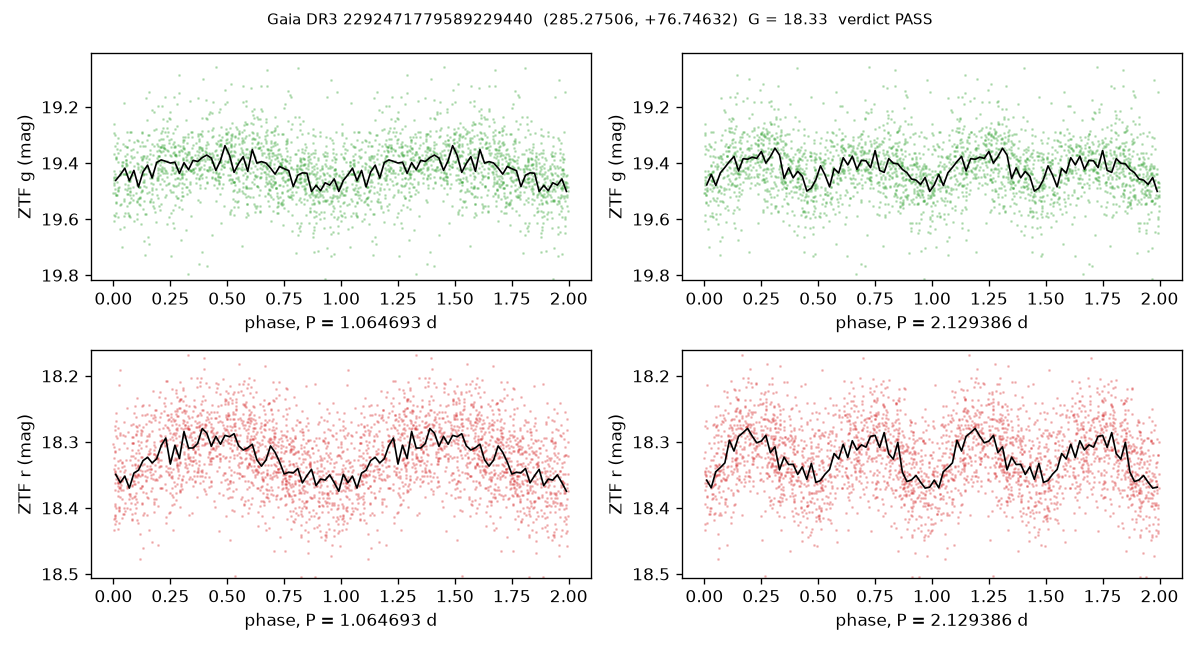 Gaia DR3 2292471779589229440 (285.27506, +76.74632) G = 18.33 verdict PASS
ZTF g (mag)
19.2
19.4
19.6
19.8
0.00 0.25 0.50 0.75 1.00 1.25 1.50 1.75 2.00
phase, P = 1.064693 d
ZTF g (mag)
19.2
19.4
19.6
19.8
0.00 0.25 0.50 0.75 1.00 1.25 1.50 1.75 2.00
phase, P = 2.129386 d
ZTF r (mag)
18.2
18.3
18.4
18.5
0.00 0.25 0.50 0.75 1.00 1.25 1.50 1.75 2.00
phase, P = 1.064693 d
ZTF r (mag)
18.2
18.3
18.4
18.5
0.00 0.25 0.50 0.75 1.00 1.25 1.50 1.75 2.00
phase, P = 2.129386 d